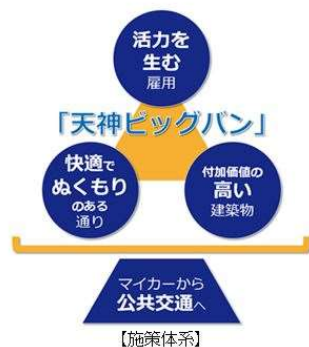 活力を
生む
雇用
「天神ビッグバン」
快適で
ぬくもり
のある
通り
付加価値の
高い
建築物
マイカーから
公共交通へ
【施策体系】